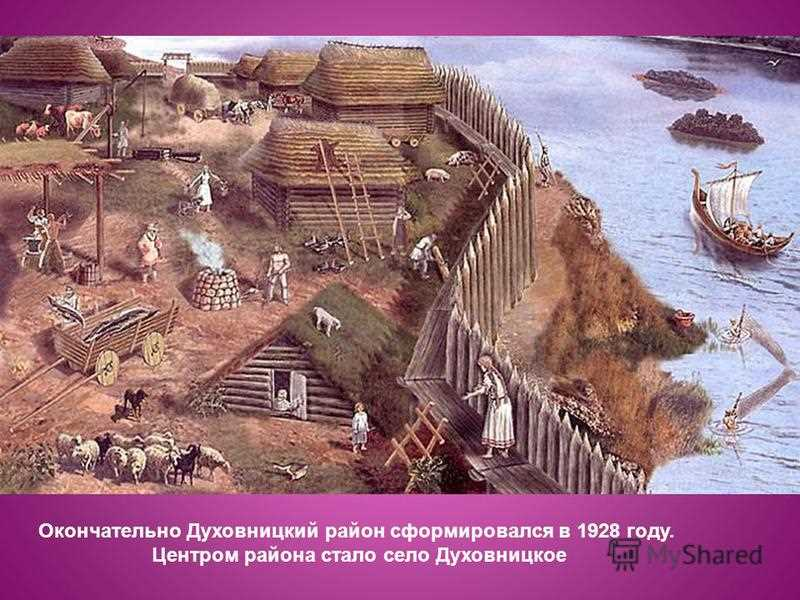 Окончательно Духовницкий район сформировался в 1928 году.
Центром района стало село Духовницкое
MyShared